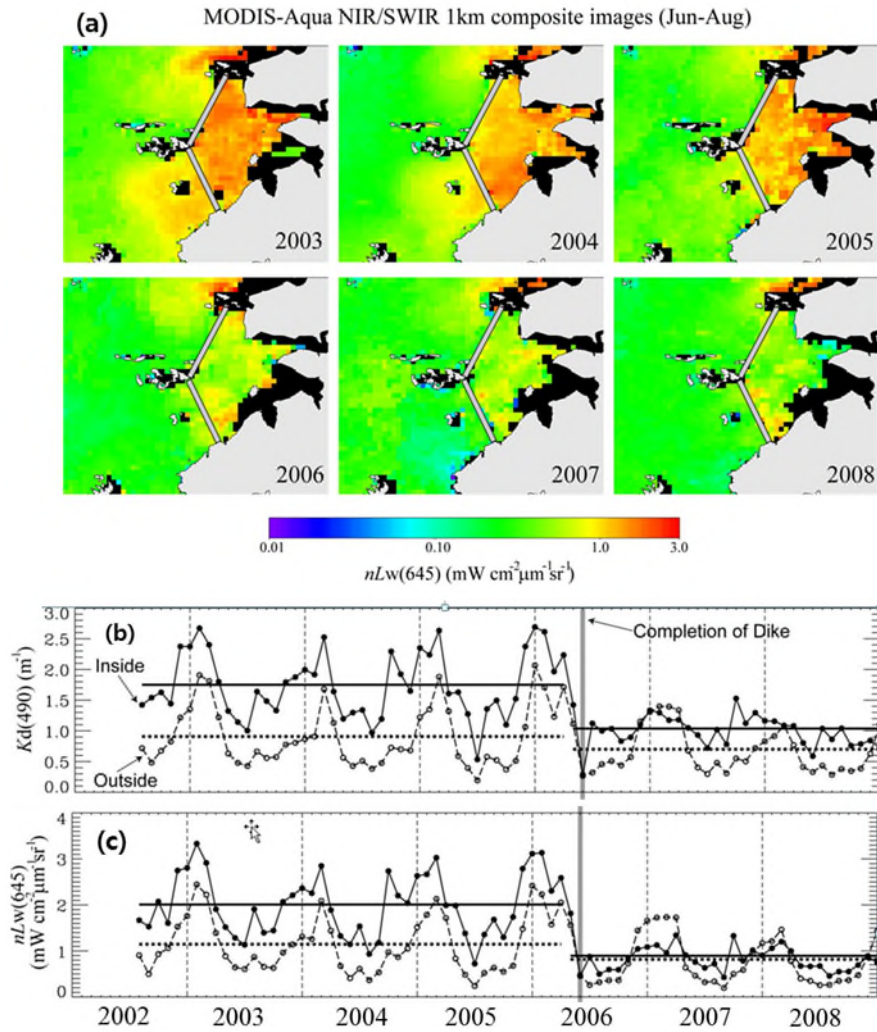 MODIS-Aqua NIR/SWIR 1km composite images (Jun-Aug)
(a)
2003
2004
2005
2006
2007
2008
0.01
0.10
1.0
3.0
nLw(645) (mW cm⁻²μm⁻¹sr⁻¹)
(b)
Kd(490) (m⁻¹)
3.0
2.5
2.0
1.5
1.0
0.5
0.0
Inside
Outside
Completion of Dike
(c)
nLw(645)
(mW cm⁻²μm⁻¹sr⁻¹)
4
3
2
1
0
2002
2003
2004
2005
2006
2007
2008